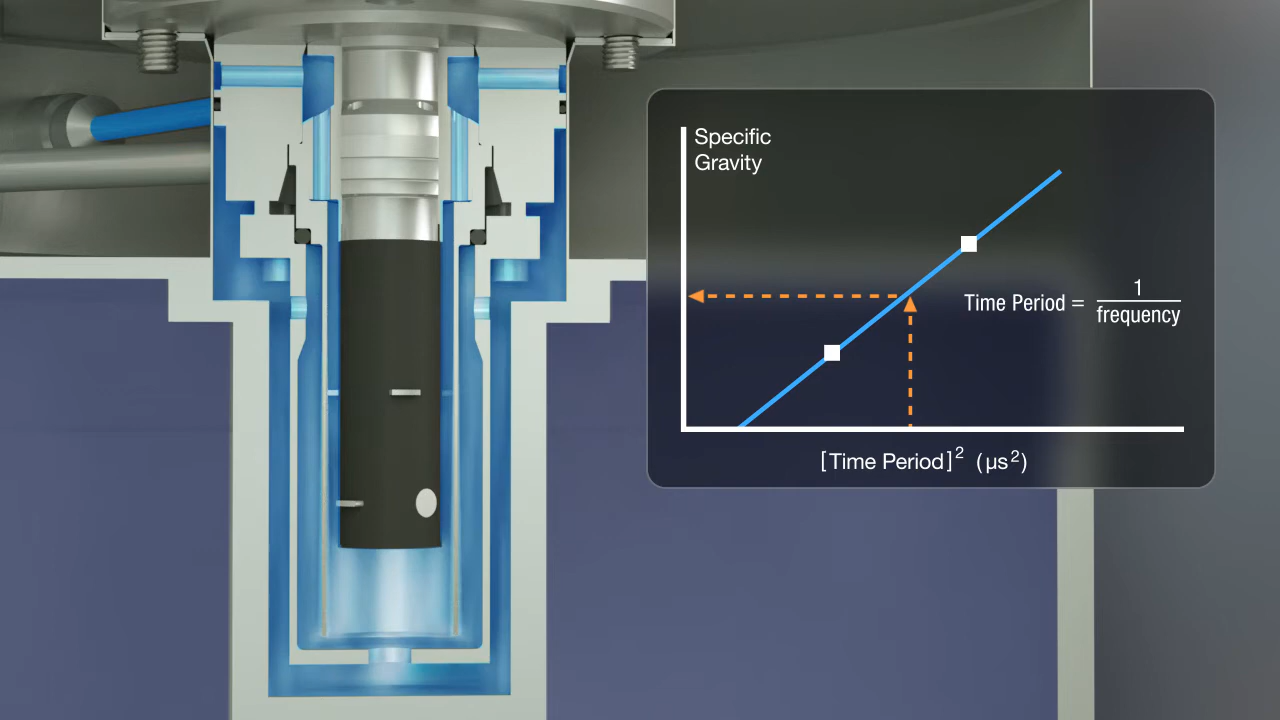 Specific
Gravity
Time Period = 1
frequency
[Time Period]² (µs²)